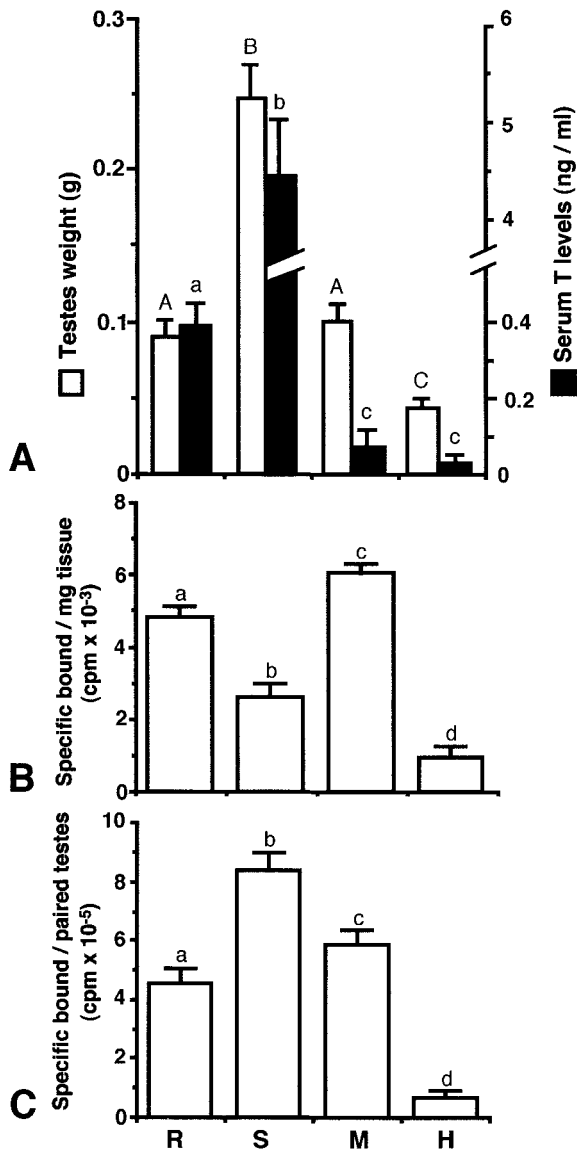 0.3
0.2
0.1
0
Testes weight (g)
B
b
A
a
A
c
C
c
6
5
4
0.4
0.2
0
Serum T levels (ng / ml)
A
8
6
4
2
0
Specific bound / mg tissue
(cpm x 10-3)
a
b
c
d
B
10
8
6
4
2
0
Specific bound / paired testes
(cpm x 10-5)
a
b
c
d
C
R S M H